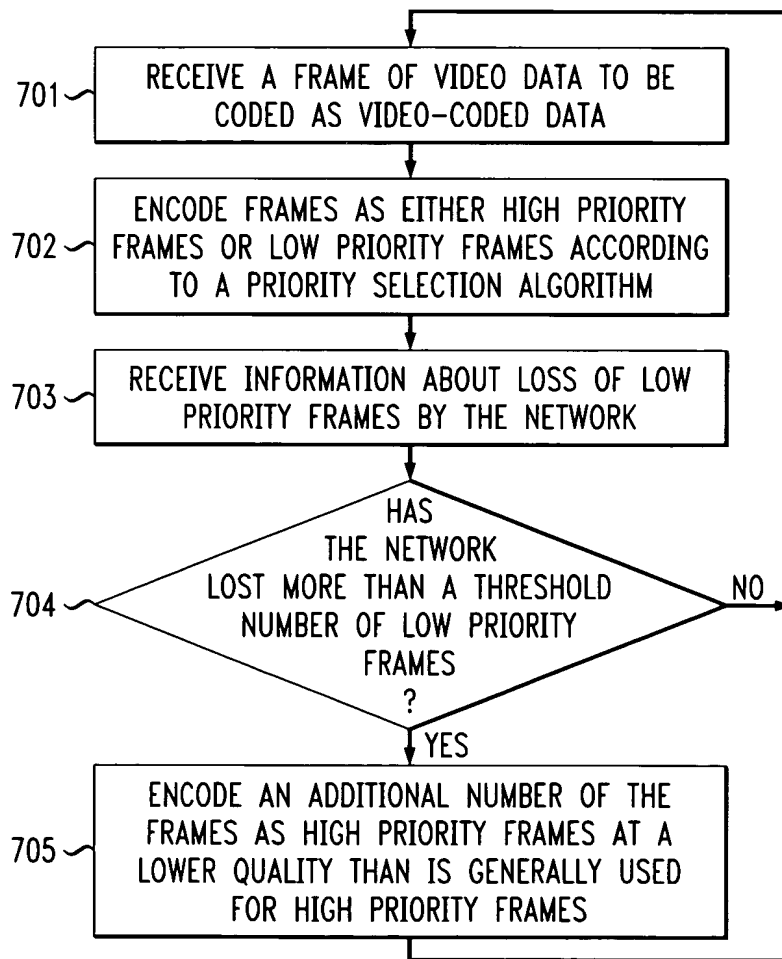 701
RECEIVE A FRAME OF VIDEO DATA TO BE
CODED AS VIDEO-CODED DATA
702
ENCODE FRAMES AS EITHER HIGH PRIORITY
FRAMES OR LOW PRIORITY FRAMES ACCORDING
TO A PRIORITY SELECTION ALGORITHM
703
RECEIVE INFORMATION ABOUT LOSS OF LOW
PRIORITY FRAMES BY THE NETWORK
704
HAS
THE NETWORK
LOST MORE THAN A THRESHOLD
NUMBER OF LOW PRIORITY
FRAMES
?
NO
YES
705
ENCODE AN ADDITIONAL NUMBER OF THE
FRAMES AS HIGH PRIORITY FRAMES AT A
LOWER QUALITY THAN IS GENERALLY USED
FOR HIGH PRIORITY FRAMES